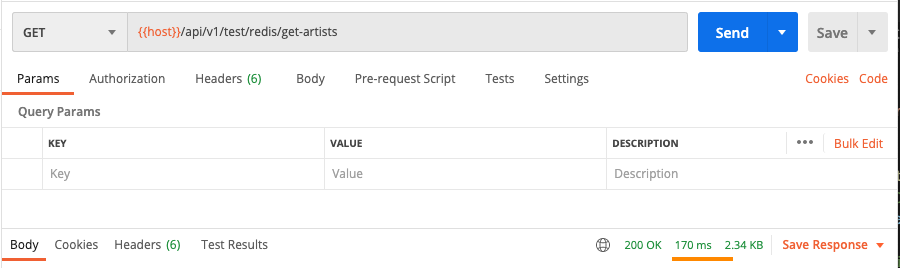 GET {{host}}/api/v1/test/redis/get-artists Send Save
Params Authorization Headers (6) Body Pre-request Script Tests Settings Cookies Code
Query Params
KEY VALUE DESCRIPTION ••• Bulk Edit
Key Value Description
Body Cookies Headers (6) Test Results 200 OK 170 ms 2.34 KB Save Response